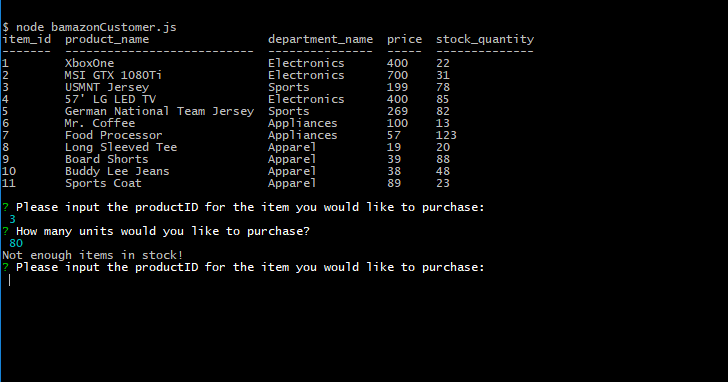 $ node bamazonCustomer.js
item_id  product_name                   department_name  price  stock_quantity
-------  -----------------------------  ---------------  -----  --------------
1        XboxOne                        Electronics      400    22
2        MSI GTX 1080Ti                 Electronics      700    31
3        USMNT Jersey                   Sports           199    78
4        57' LG LED TV                  Electronics      400    85
5        German National Team Jersey    Sports           269    82
6        Mr. Coffee                     Appliances       100    13
7        Food Processor                 Appliances       57     123
8        Long Sleeved Tee               Apparel          19     20
9        Board Shorts                   Apparel          39     88
10       Buddy Lee Jeans                Apparel          38     48
11       Sports Coat                    Apparel          89     23
? Please input the productID for the item you would like to purchase:
3
? How many units would you like to purchase?
80
Not enough items in stock!
? Please input the productID for the item you would like to purchase: